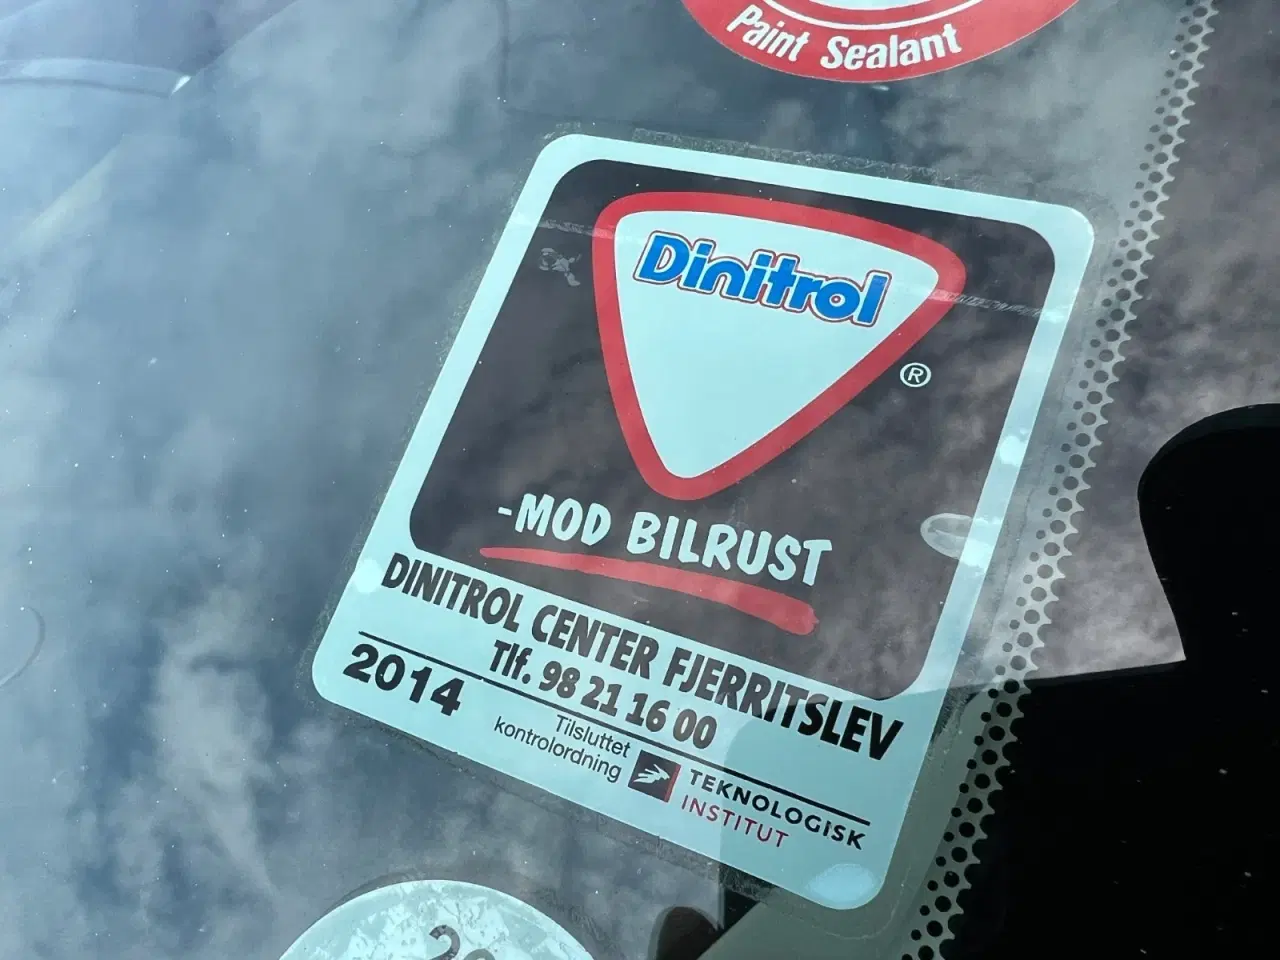 Paint Sealant
Dinitrol
®
-MOD BILRUST
DINITROL CENTER FJERRITSLEV
Tlf. 98 21 16 00
2014
Tilsluttet
kontrolordning
TEKNOLOGISK
INSTITUT